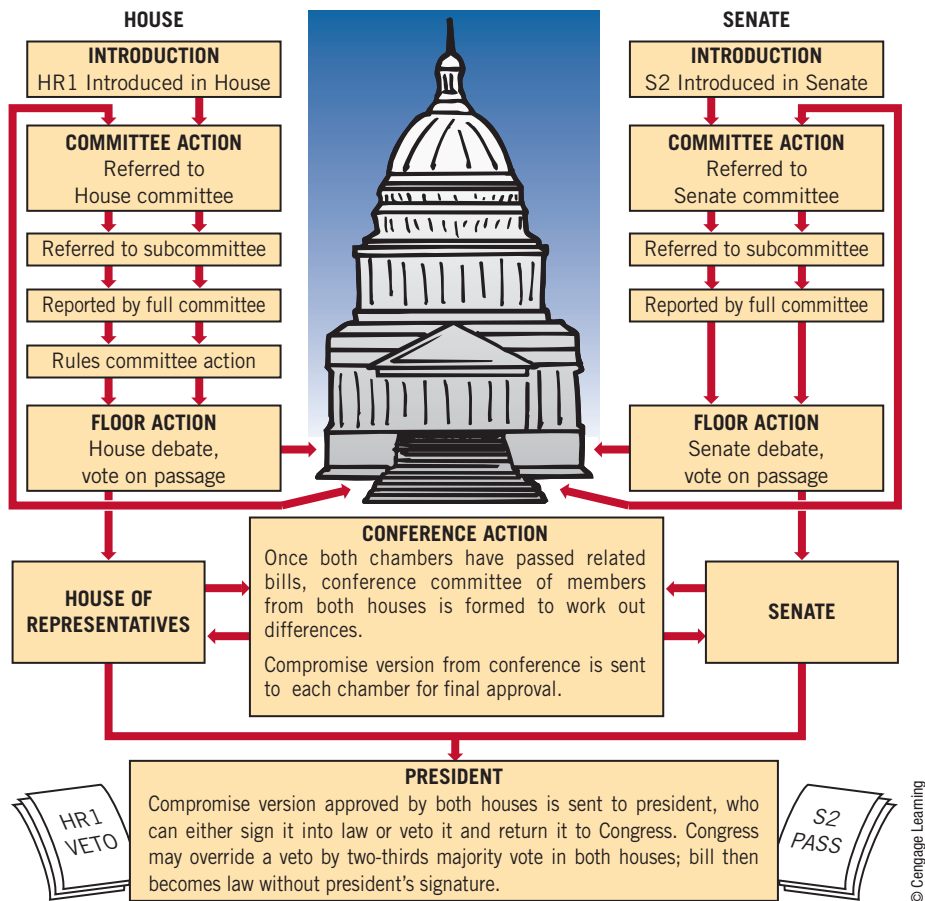 HOUSE
INTRODUCTION
HR1 Introduced in House
COMMITTEE ACTION
Referred to
House committee
Referred to subcommittee
Reported by full committee
Rules committee action
FLOOR ACTION
House debate,
vote on passage
SENATE
INTRODUCTION
S2 Introduced in Senate
COMMITTEE ACTION
Referred to
Senate committee
Referred to subcommittee
Reported by full committee
FLOOR ACTION
Senate debate,
vote on passage
HOUSE OF
REPRESENTATIVES
CONFERENCE ACTION
Once both chambers have passed related
bills, conference committee of members
from both houses is formed to work out
differences.
Compromise version from conference is sent
to each chamber for final approval.
SENATE
HR1
VETO
PRESIDENT
Compromise version approved by both houses is sent to president, who
can either sign it into law or veto it and return it to Congress. Congress
may override a veto by two-thirds majority vote in both houses; bill then
becomes law without president's signature.
S2
PASS
© Cengage Learning